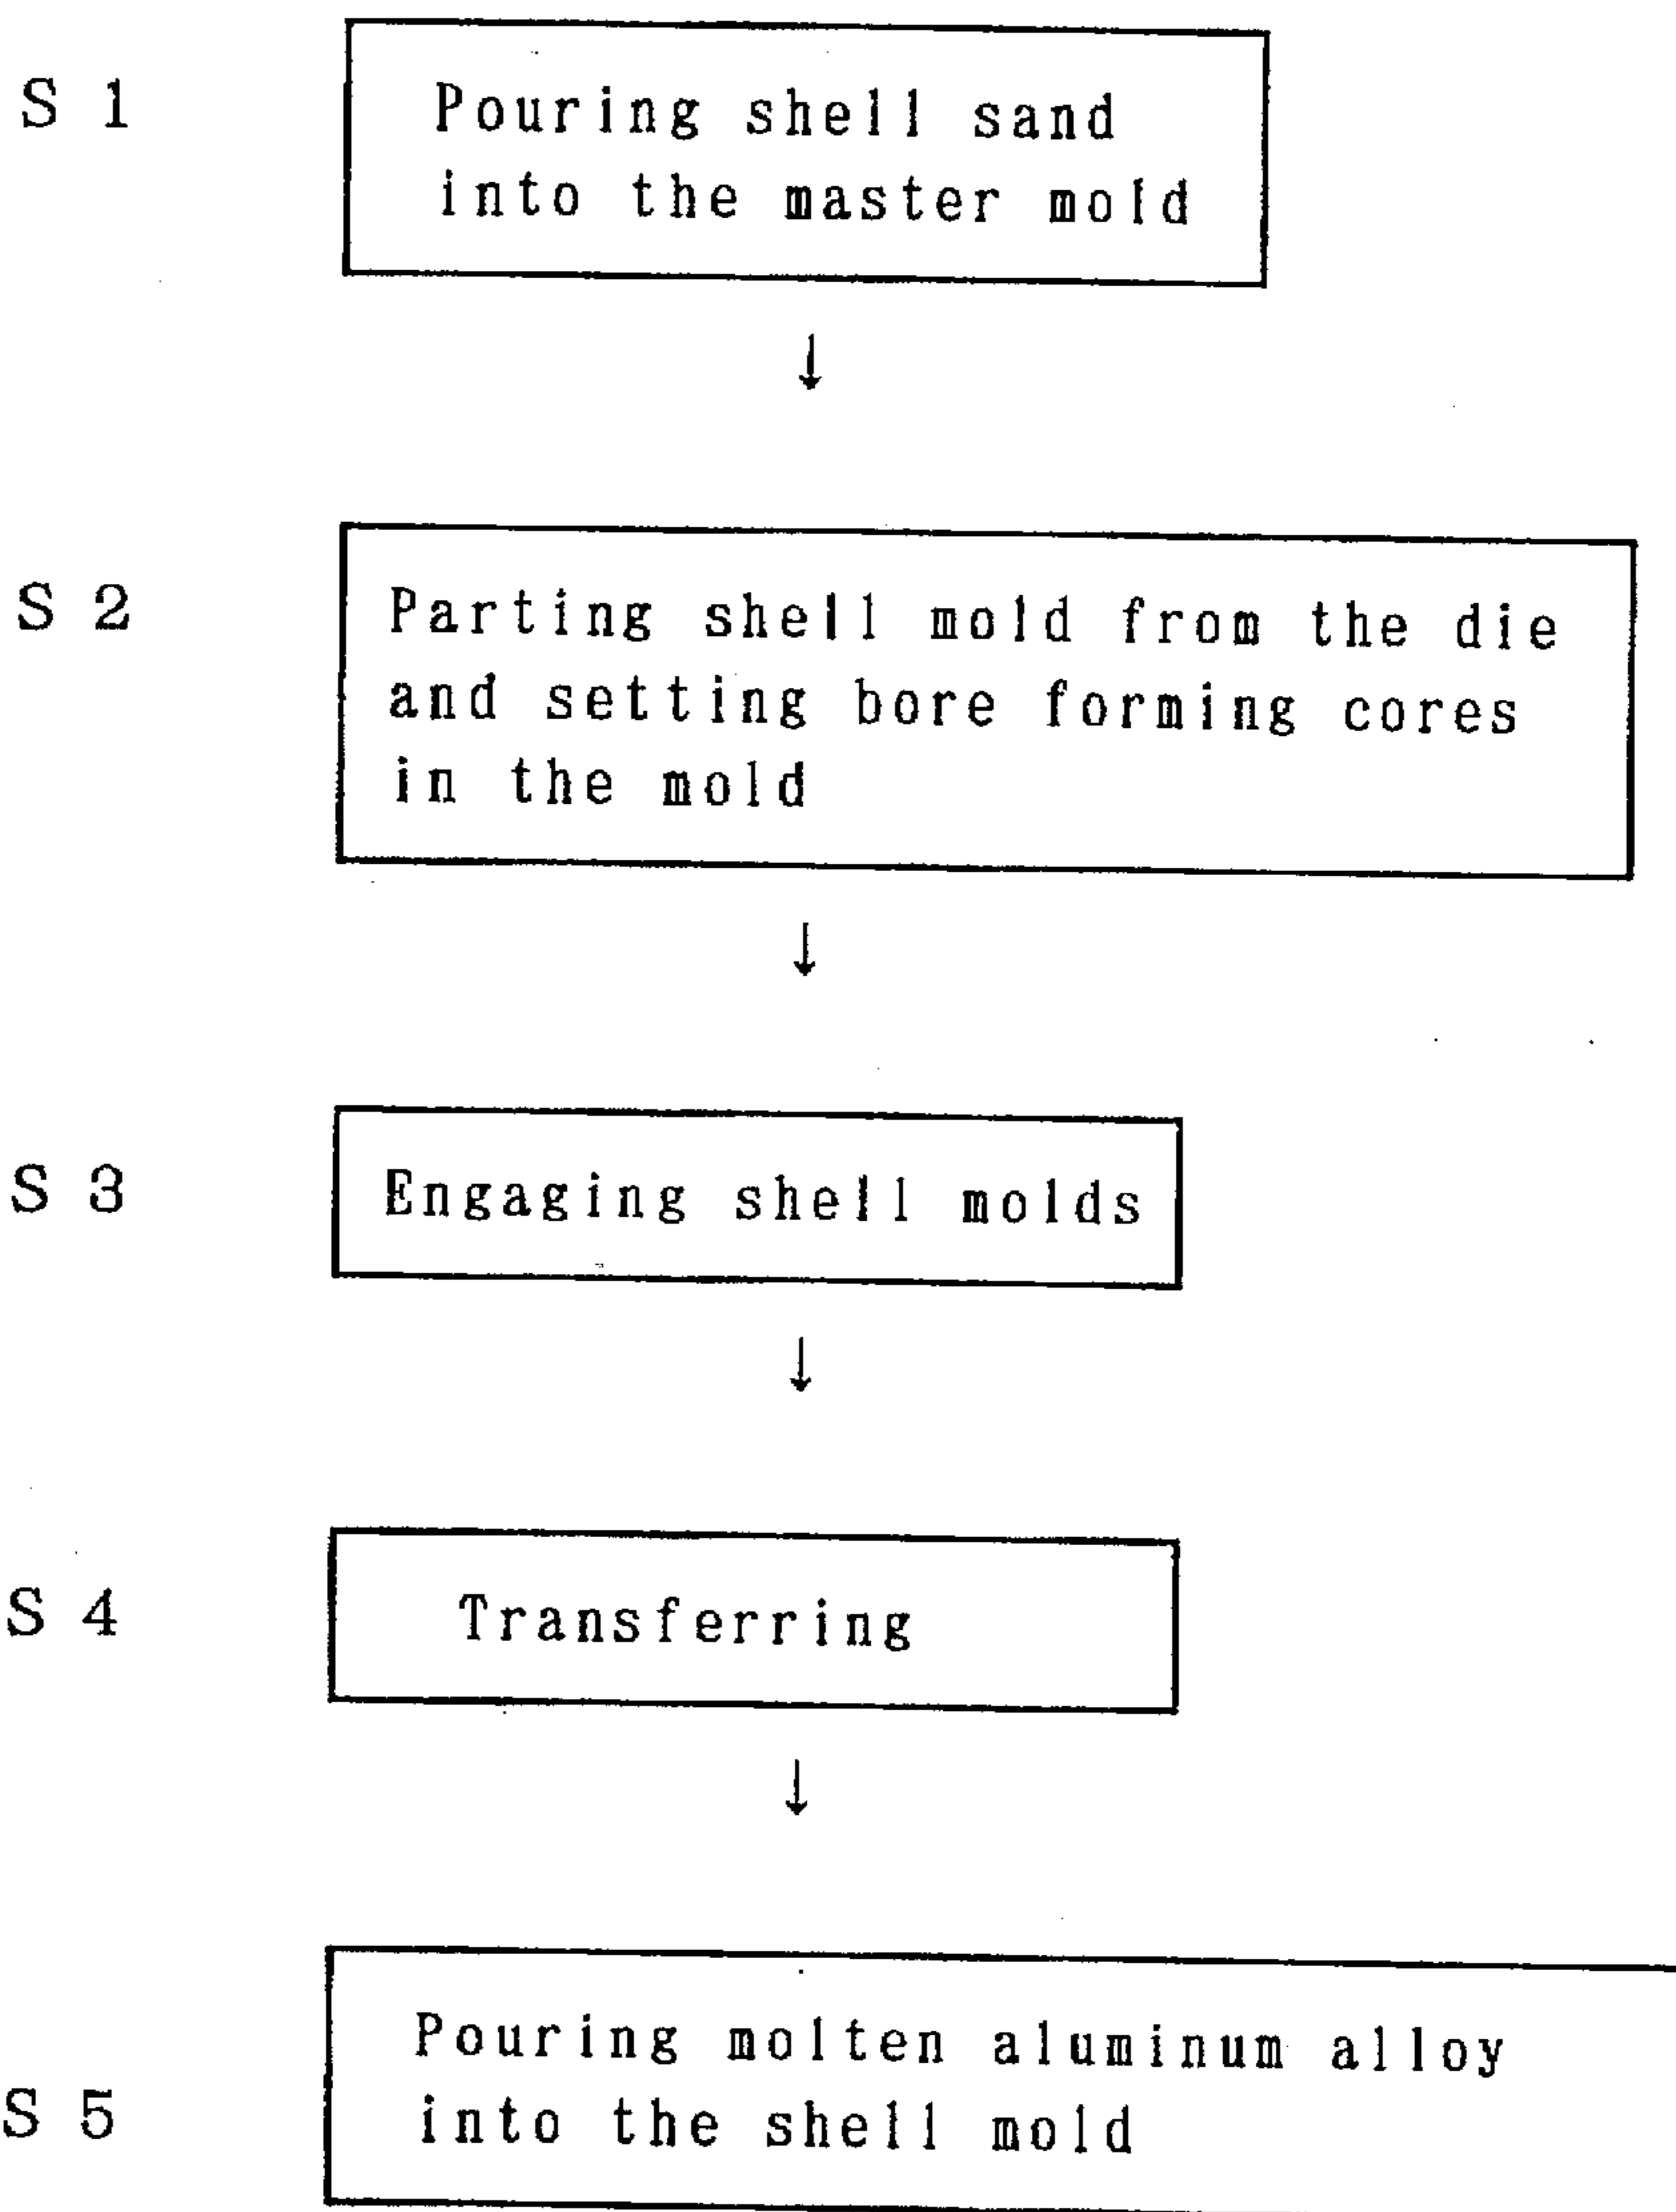 S 1
Pouring shell sand
into the master mold
↓
S 2
Parting shell mold from the die
and setting bore forming cores
in the mold
↓
S 3
Engaging shell molds
↓
S 4
Transferring
↓
S 5
Pouring molten aluminum alloy
into the shell mold